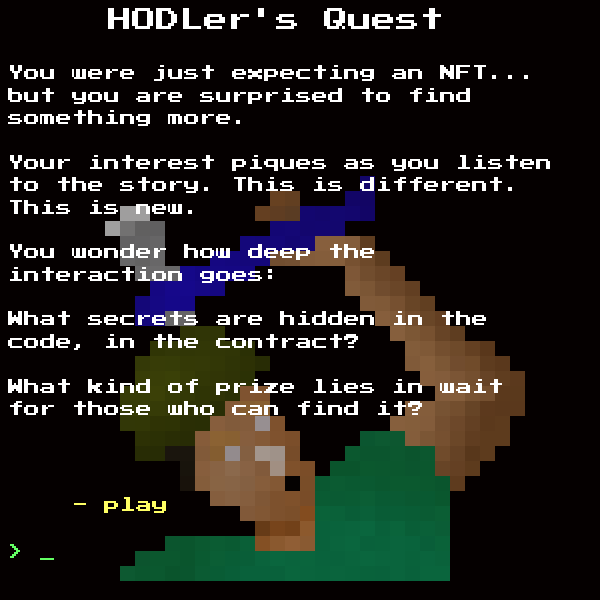 HODLer's Quest
You were just expecting an NFT...
but you are surprised to find
something more.
Your interest piques as you listen
to the story. This is different.
This is new.
You wonder how deep the
interaction goes:
What secrets are hidden in the
code, in the contract?
What kind of prize lies in wait
for those who can find it?
- play
> _